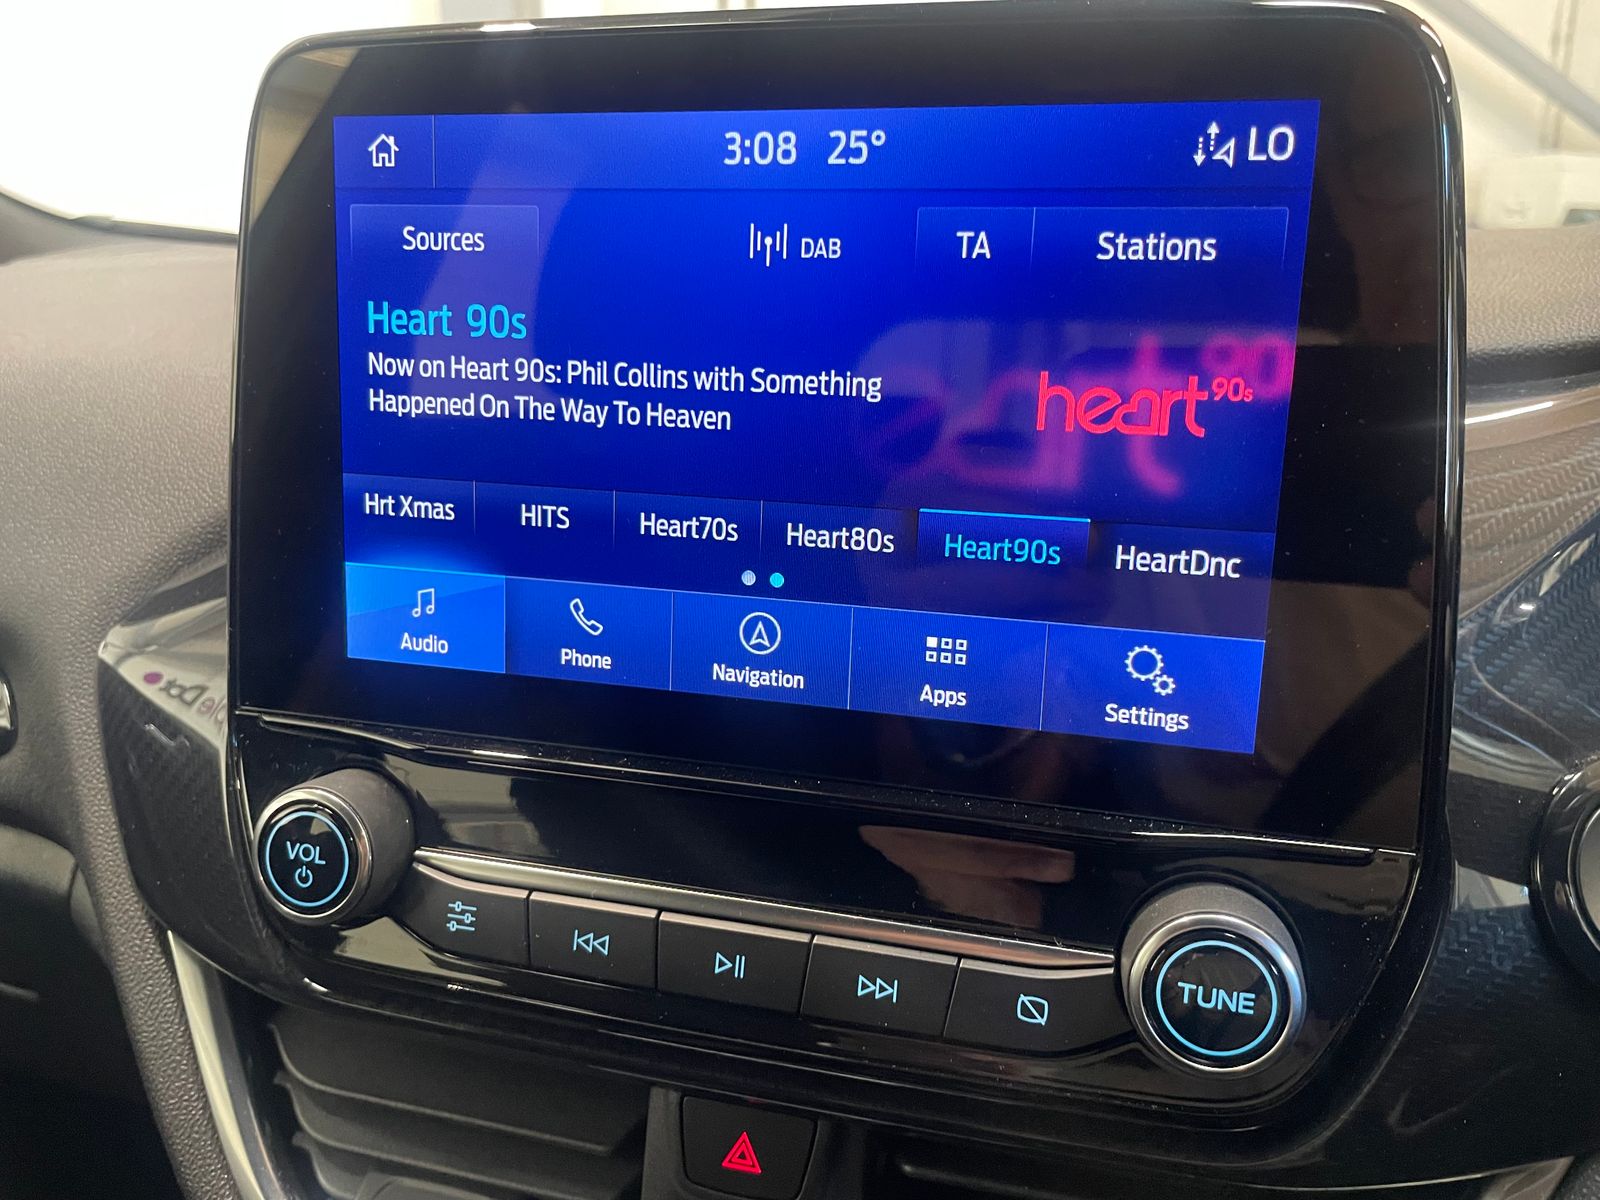 3:08 25° LO
Sources DAB TA Stations
Heart 90s
Now on Heart 90s: Phil Collins with Something
Happened On The Way To Heaven
heart 90s
Hrt Xmas HITS Heart70s Heart80s Heart90s HeartDnc
Audio Phone Navigation Apps Settings
VOL
TUNE